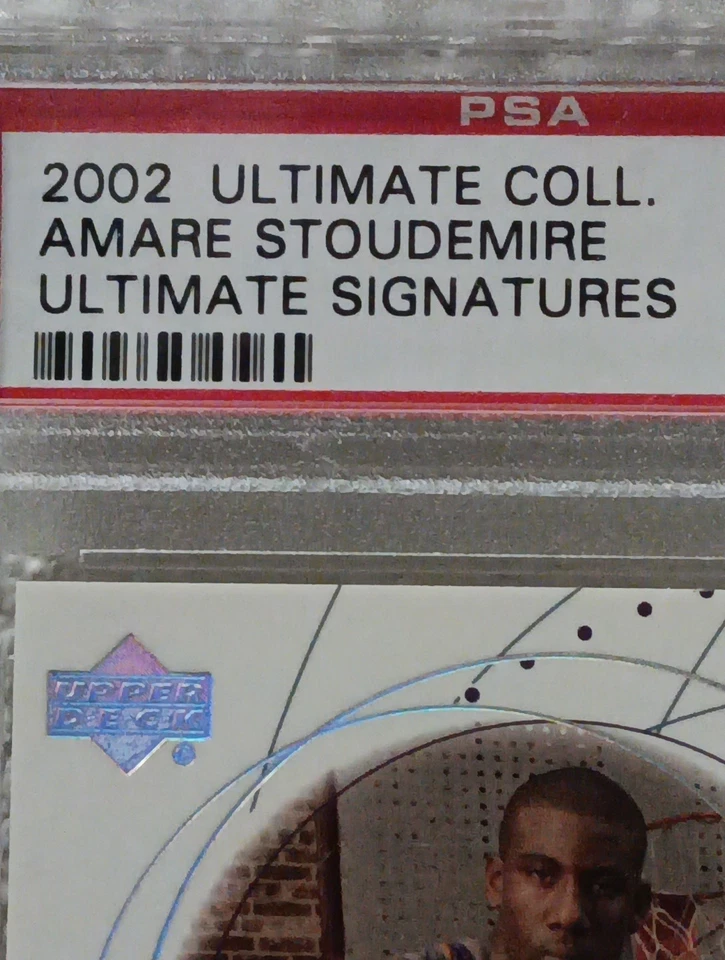 PSA
2002 ULTIMATE COLL.
AMARE STOUDEMIRE
ULTIMATE SIGNATURES
UPPER
DECK